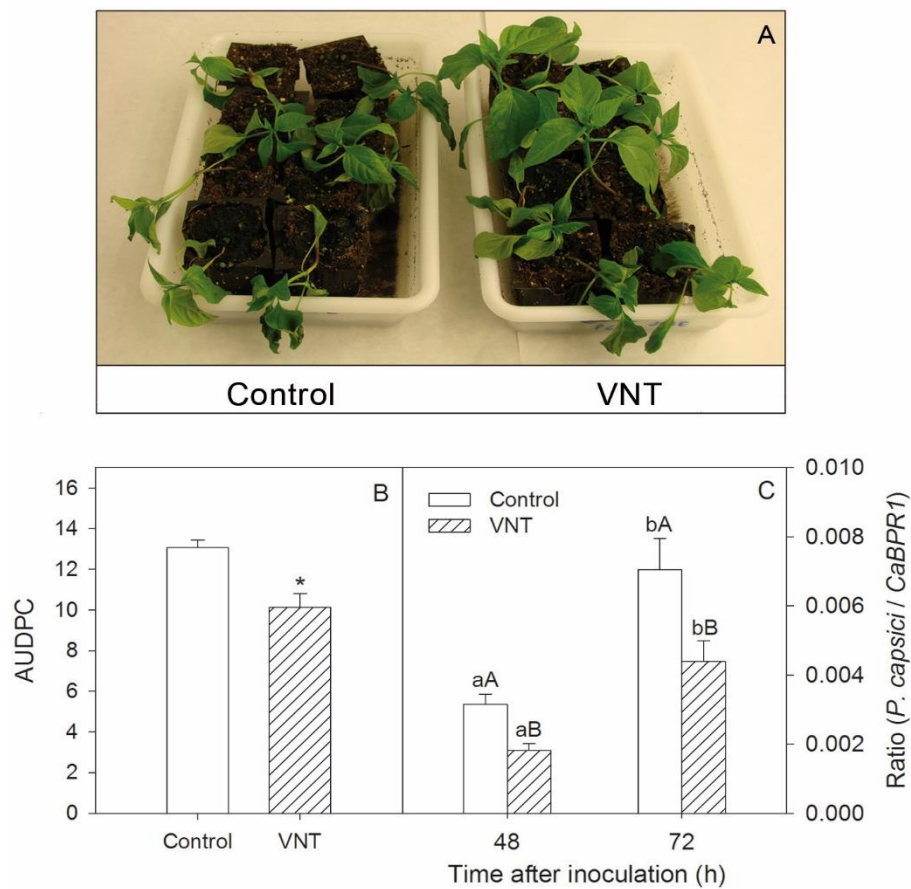 A
Control VNT
B
AUDPC
16
14
12
10
8
6
4
2
0
*
Control VNT
C
Control
VNT
aA
aB
bA
bB
0.010
0.008
0.006
0.004
0.002
0.000
Ratio (P. capsici / CaBPR1)
48 72
Time after inoculation (h)